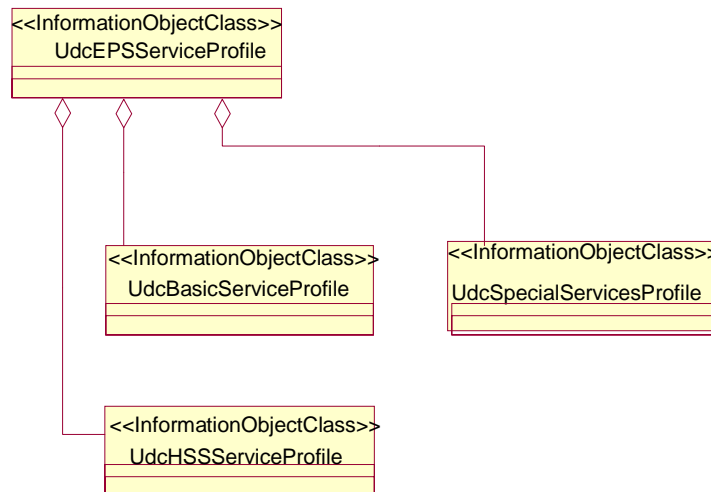 <<InformationObjectClass>>
UdcEPSServiceProfile
<<InformationObjectClass>>
UdcBasicServiceProfile
<<InformationObjectClass>>
UdcSpecialServicesProfile
<<InformationObjectClass>>
UdcHSSServiceProfile